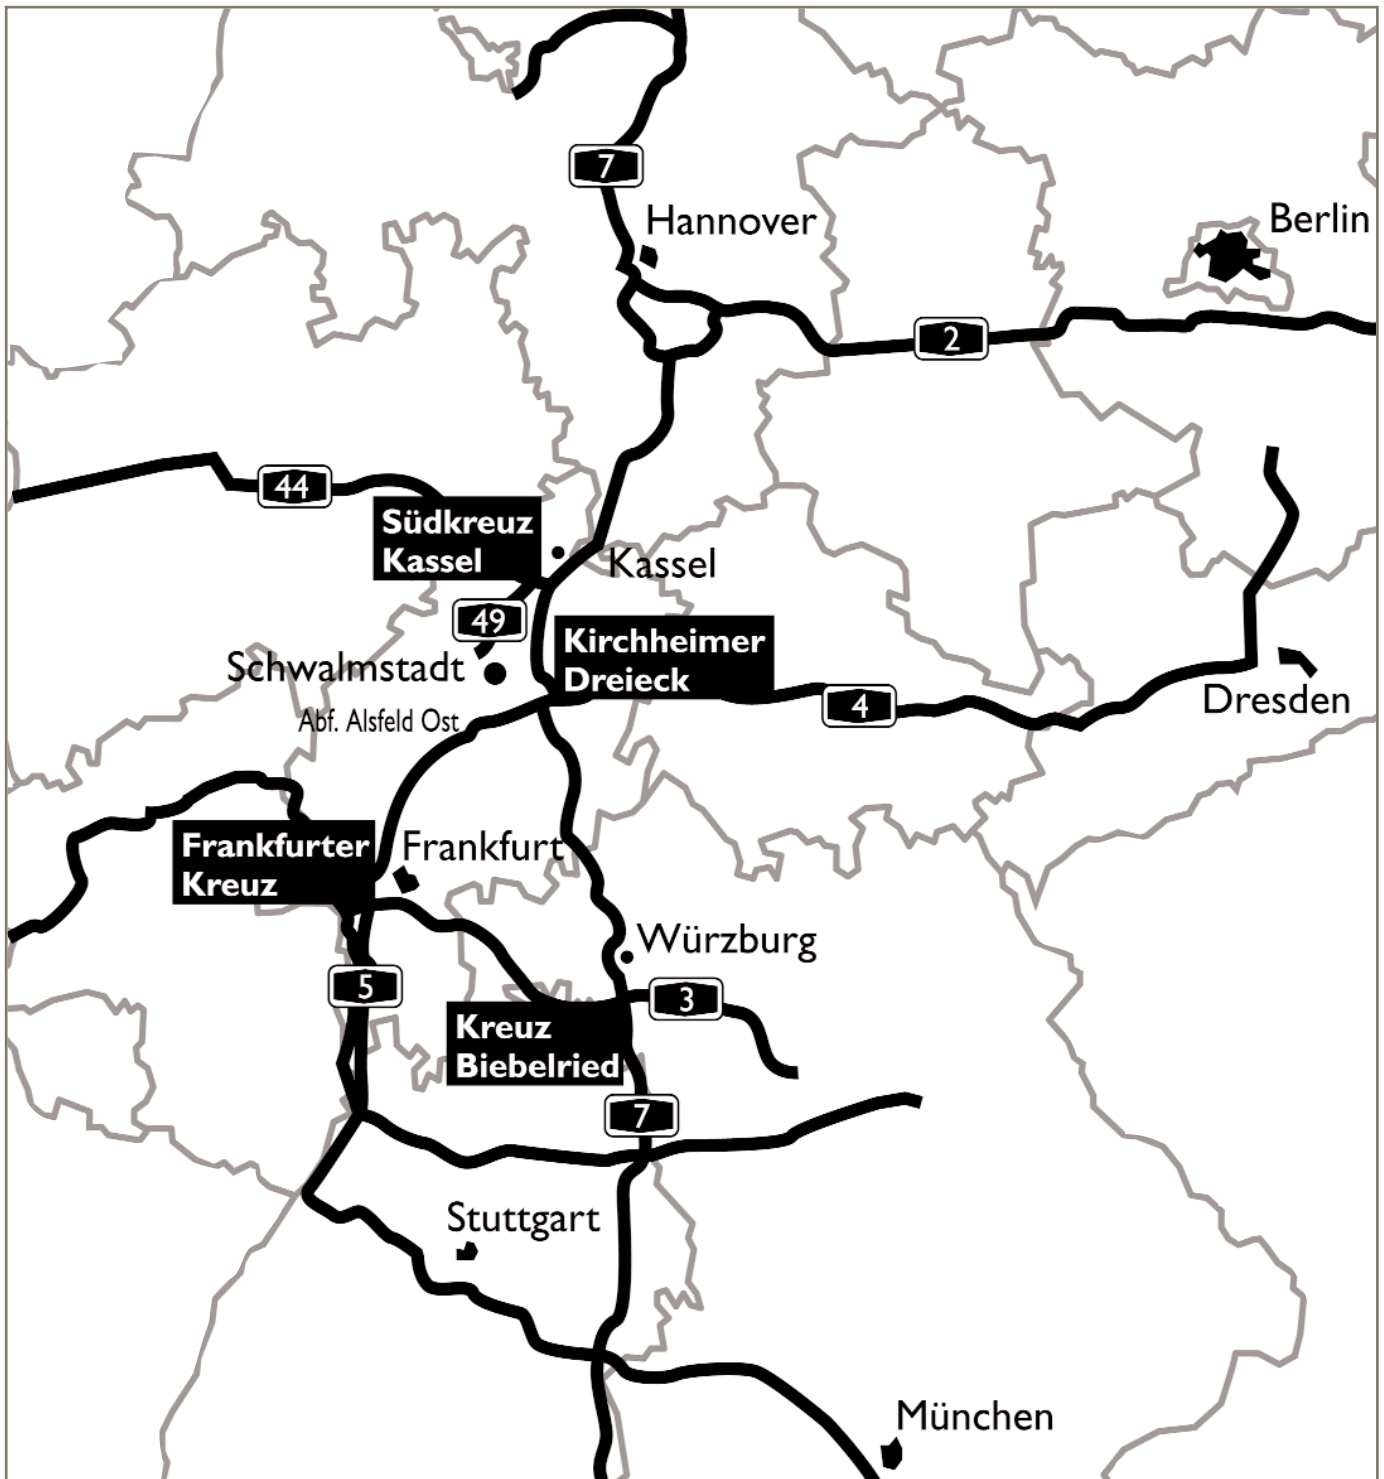 7
Hannover
Berlin
2
44
Südkreuz
Kassel
Kassel
49
Kirchheimer
Dreieck
Schwalmstadt
4
Dresden
Abf. Alsfeld Ost
Frankfurter
Kreuz
Frankfurt
Würzburg
5
3
Kreuz
Biebelried
7
Stuttgart
München